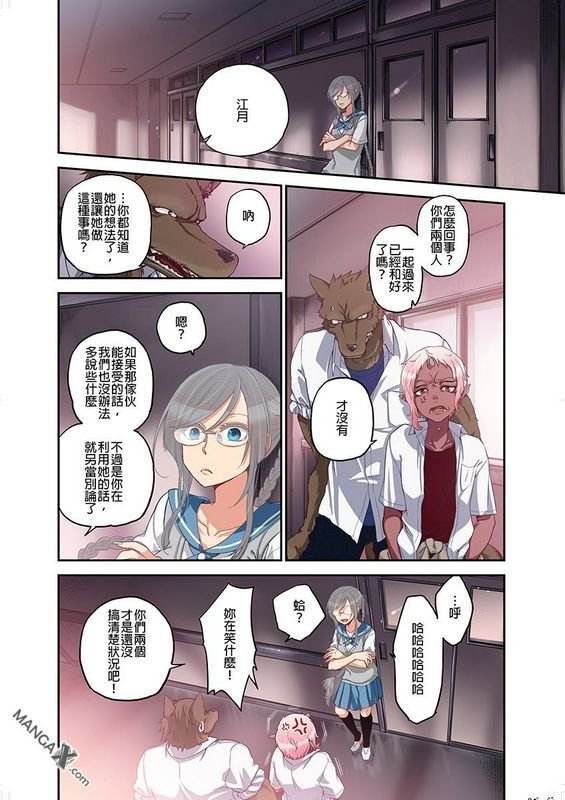 江月
怎麼回事？
你們兩個人
一起過來
已經和好
了嗎？
才沒有
吶
…你都知道
她的想法了，
還讓她做
這種事嗎？
嗯？
如果那傢伙
能接受的話，
我們也沒辦法
多說些什麼
不過是你在
利用她的話，
就另當別論了
…呼
哈哈哈哈哈哈
蛤？
妳在笑什麼！
你們兩個
才是還沒
搞清楚狀況吧！
MANGAX.com